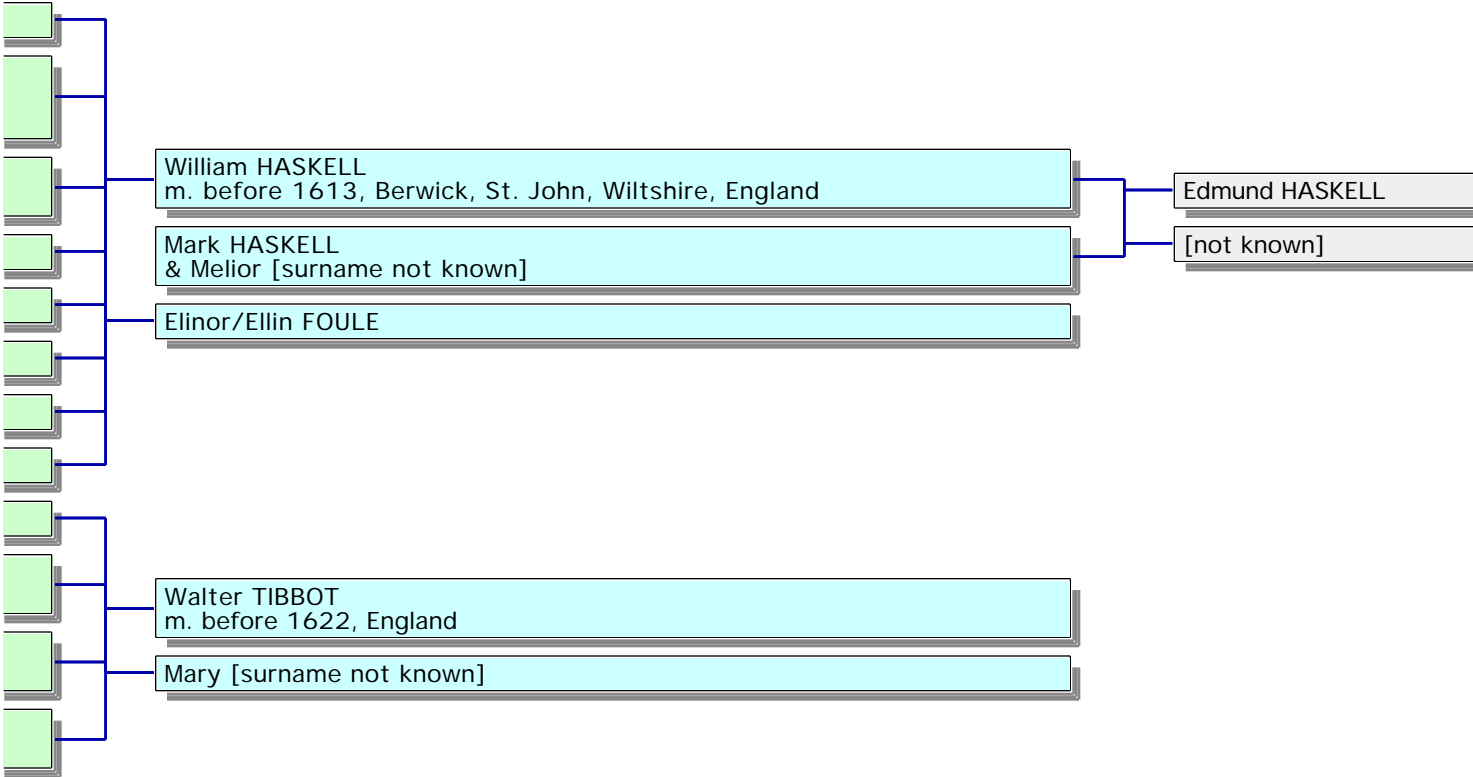 William HASKELL
m. before 1613, Berwick, St. John, Wiltshire, England
Mark HASKELL
& Melior [surname not known]
Elinor/Ellin FOULE
Edmund HASKELL
[not known]
Walter TIBBOT
m. before 1622, England
Mary [surname not known]